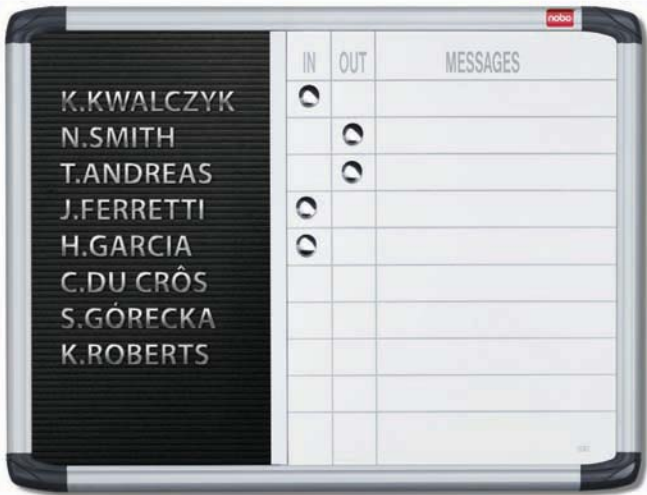 nobo
IN OUT MESSAGES
K.KWALCZYK
N.SMITH
T.ANDREAS
J.FERRETTI
H.GARCIA
C.DU CRÔS
S.GÓRECKA
K.ROBERTS